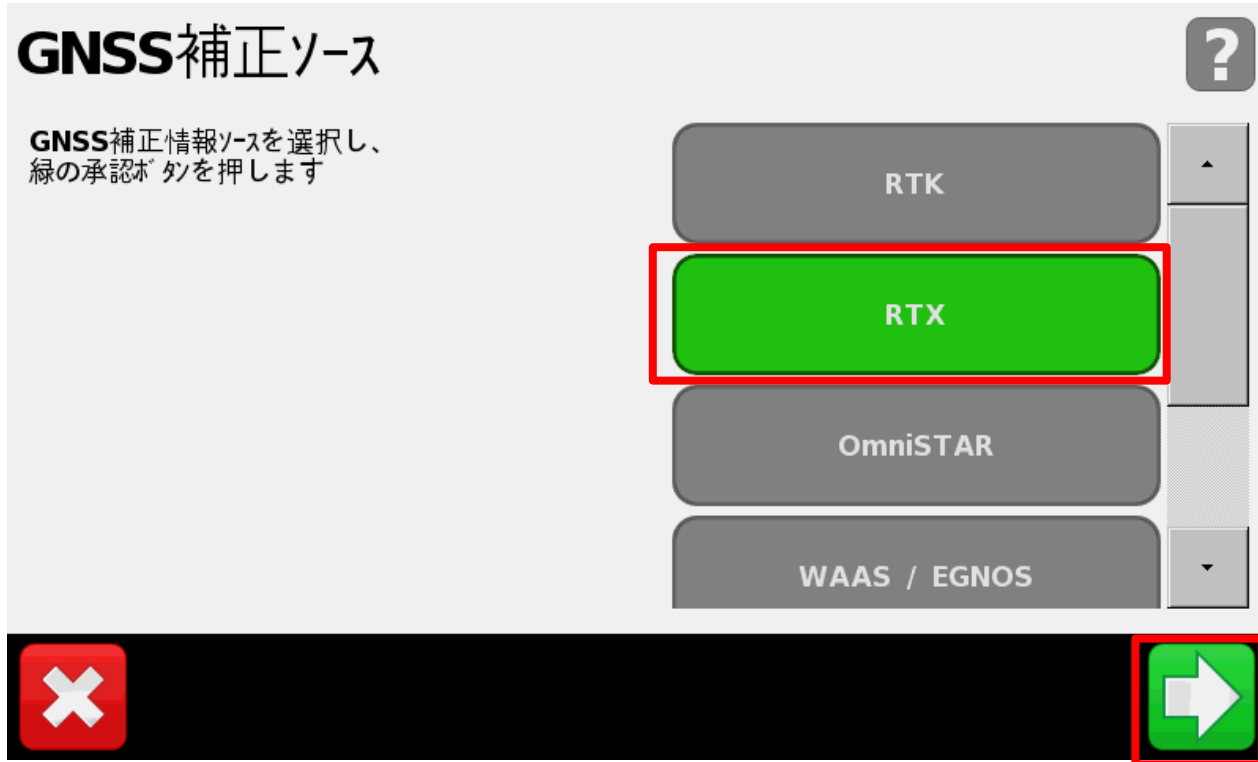 GNSS補正ソース
?
GNSS補正情報ソースを選択し、
緑の承認ボタンを押します
RTK
RTX
OmniSTAR
WAAS / EGNOS